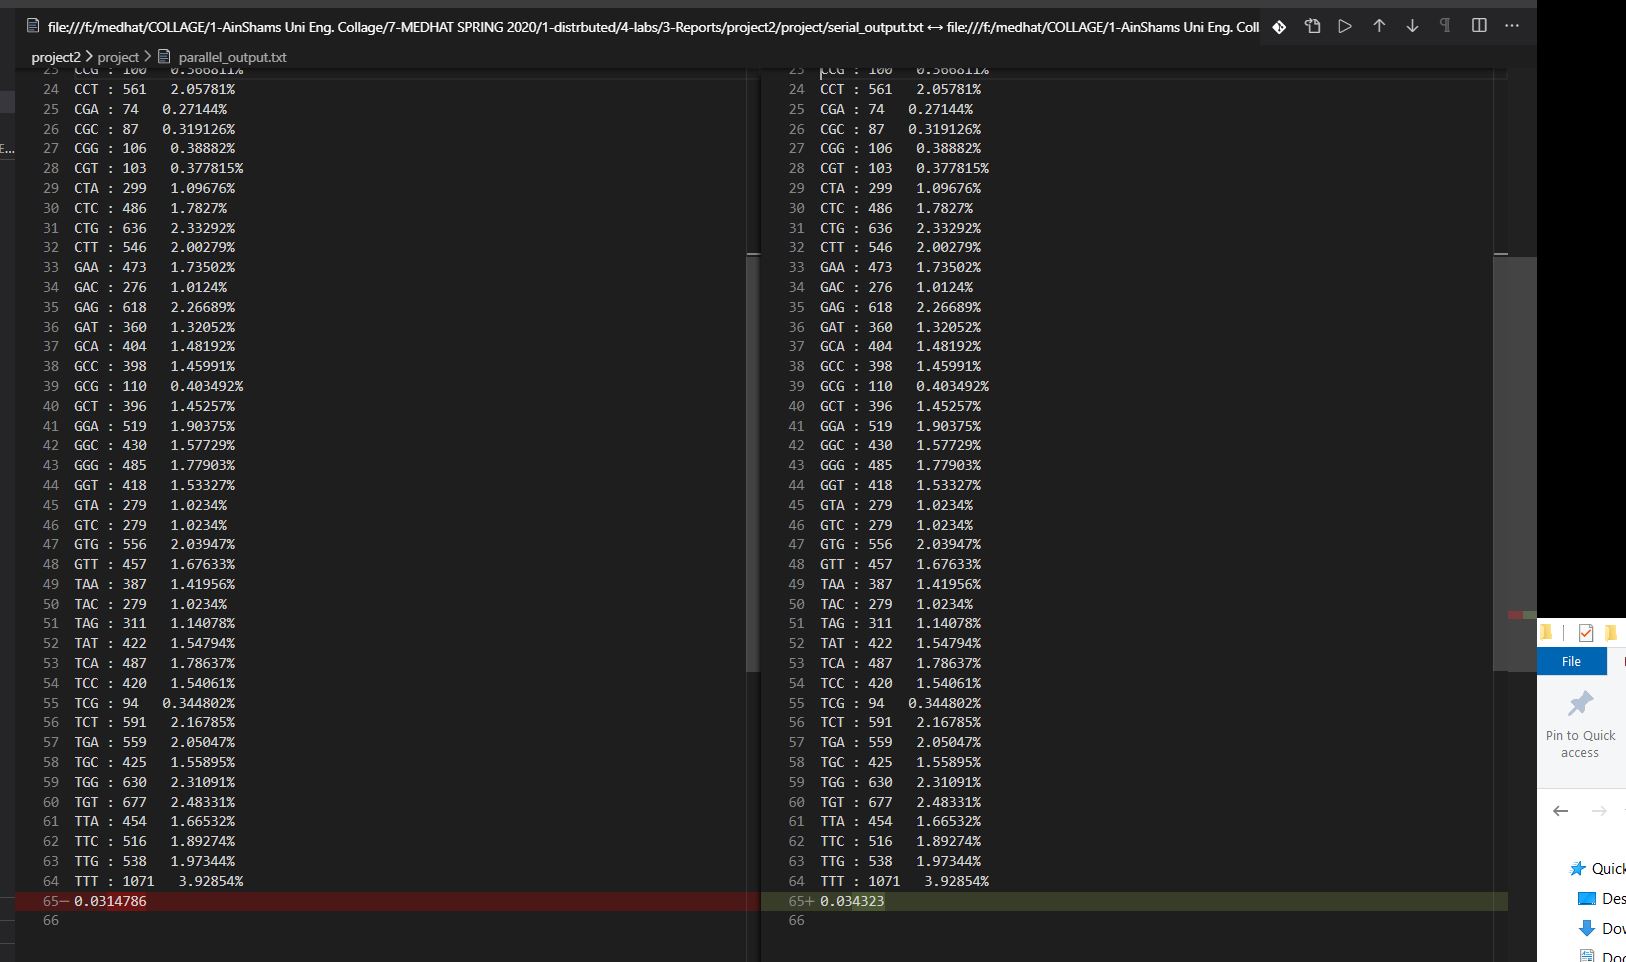 file:///f:/medhat/COLLAGE/1-AinShams Uni Eng. Collage/7-MEDHAT SPRING 2020/1-distrbuted/4-labs/3-Reports/project2/project/serial_output.txt ↔ file:///f:/medhat/COLLAGE/1-AinShams Uni Eng. Coll
project2 > project > parallel_output.txt
E...
23 CCG : 100 0.366811%
24 CCT : 561 2.05781%
25 CGA : 74 0.27144%
26 CGC : 87 0.319126%
27 CGG : 106 0.38882%
28 CGT : 103 0.377815%
29 CTA : 299 1.09676%
30 CTC : 486 1.7827%
31 CTG : 636 2.33292%
32 CTT : 546 2.00279%
33 GAA : 473 1.73502%
34 GAC : 276 1.0124%
35 GAG : 618 2.26689%
36 GAT : 360 1.32052%
37 GCA : 404 1.48192%
38 GCC : 398 1.45991%
39 GCG : 110 0.403492%
40 GCT : 396 1.45257%
41 GGA : 519 1.90375%
42 GGC : 430 1.57729%
43 GGG : 485 1.77903%
44 GGT : 418 1.53327%
45 GTA : 279 1.0234%
46 GTC : 279 1.0234%
47 GTG : 556 2.03947%
48 GTT : 457 1.67633%
49 TAA : 387 1.41956%
50 TAC : 279 1.0234%
51 TAG : 311 1.14078%
52 TAT : 422 1.54794%
53 TCA : 487 1.78637%
54 TCC : 420 1.54061%
55 TCG : 94 0.344802%
56 TCT : 591 2.16785%
57 TGA : 559 2.05047%
58 TGC : 425 1.55895%
59 TGG : 630 2.31091%
60 TGT : 677 2.48331%
61 TTA : 454 1.66532%
62 TTC : 516 1.89274%
63 TTG : 538 1.97344%
64 TTT : 1071 3.92854%
65− 0.0314786
66
23 CCG : 100 0.366811%
24 CCT : 561 2.05781%
25 CGA : 74 0.27144%
26 CGC : 87 0.319126%
27 CGG : 106 0.38882%
28 CGT : 103 0.377815%
29 CTA : 299 1.09676%
30 CTC : 486 1.7827%
31 CTG : 636 2.33292%
32 CTT : 546 2.00279%
33 GAA : 473 1.73502%
34 GAC : 276 1.0124%
35 GAG : 618 2.26689%
36 GAT : 360 1.32052%
37 GCA : 404 1.48192%
38 GCC : 398 1.45991%
39 GCG : 110 0.403492%
40 GCT : 396 1.45257%
41 GGA : 519 1.90375%
42 GGC : 430 1.57729%
43 GGG : 485 1.77903%
44 GGT : 418 1.53327%
45 GTA : 279 1.0234%
46 GTC : 279 1.0234%
47 GTG : 556 2.03947%
48 GTT : 457 1.67633%
49 TAA : 387 1.41956%
50 TAC : 279 1.0234%
51 TAG : 311 1.14078%
52 TAT : 422 1.54794%
53 TCA : 487 1.78637%
54 TCC : 420 1.54061%
55 TCG : 94 0.344802%
56 TCT : 591 2.16785%
57 TGA : 559 2.05047%
58 TGC : 425 1.55895%
59 TGG : 630 2.31091%
60 TGT : 677 2.48331%
61 TTA : 454 1.66532%
62 TTC : 516 1.89274%
63 TTG : 538 1.97344%
64 TTT : 1071 3.92854%
65+ 0.034323
66
File
Pin to Quick
access
Quick
Des
Dov
Doc